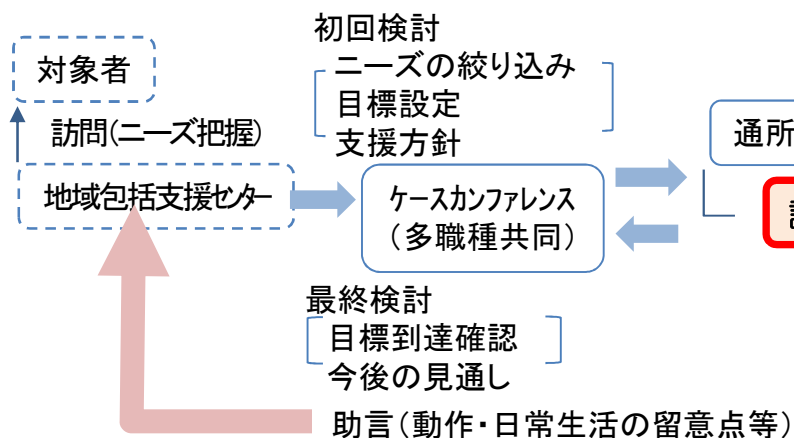 初回検討
ニーズの絞り込み
目標設定
支援方針
対象者
訪問(ニーズ把握)
地域包括支援センター
ケースカンファレンス
（多職種共同）
通所
最終検討
目標到達確認
今後の見通し
助言（動作・日常生活の留意点等）